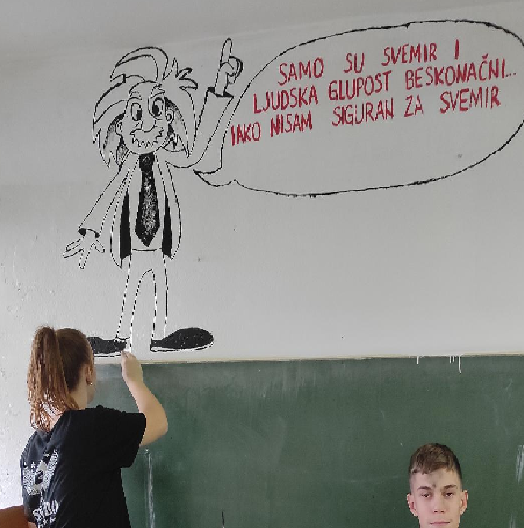 SAMO SU SVEMIR I
LJUDSKA GLUPOST BESKONAČNI...
IAKO NISAM SIGURAN ZA SVEMIR